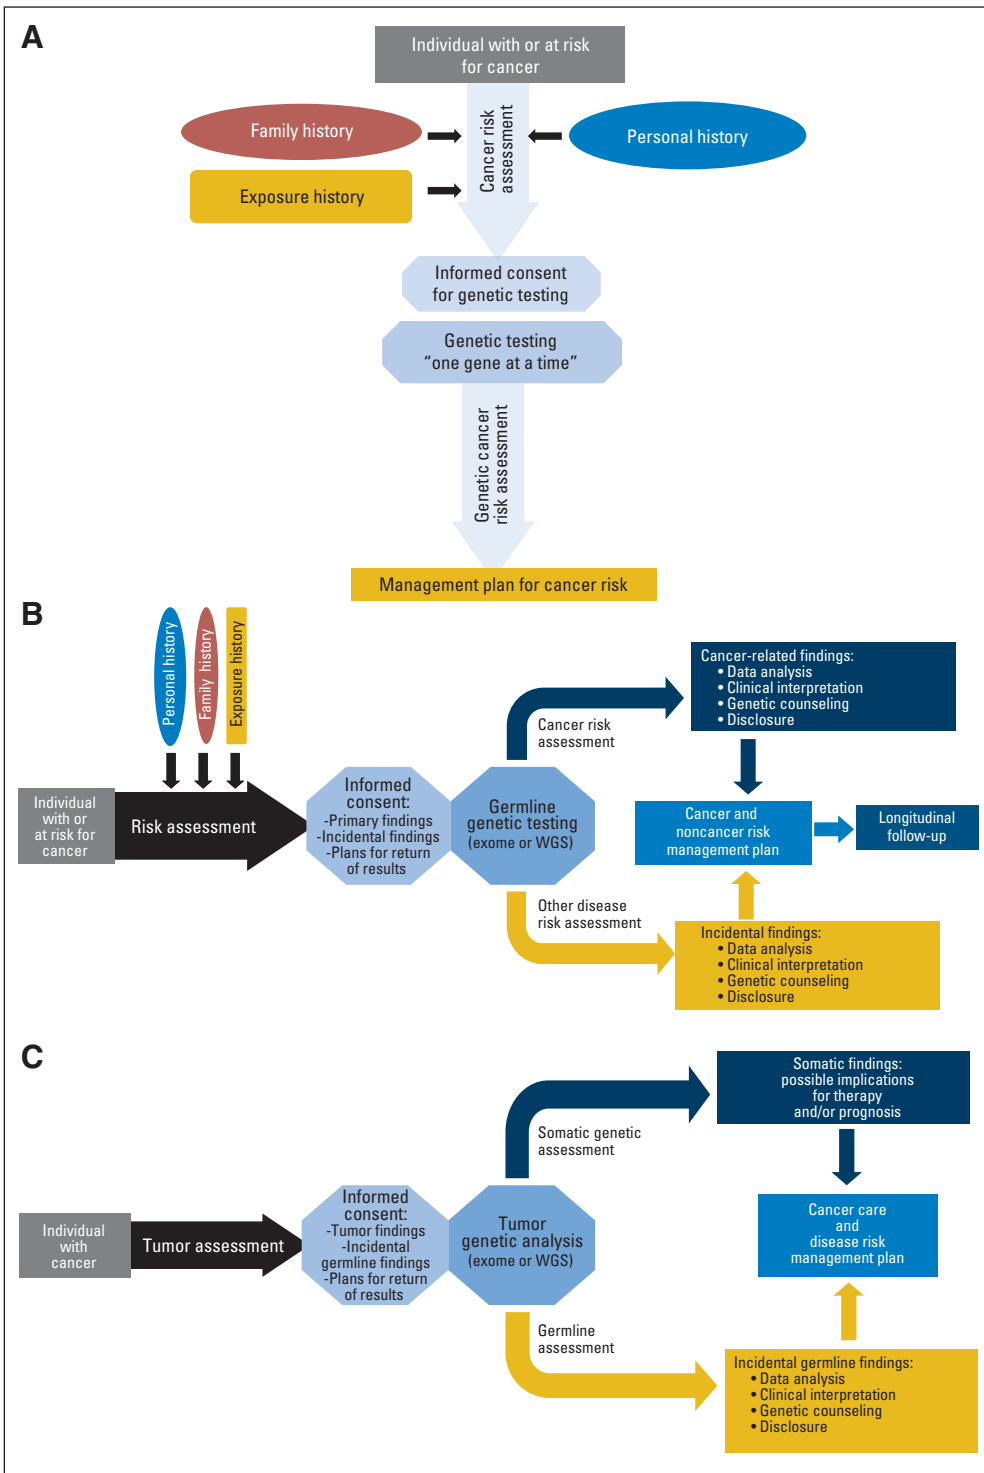 A
Individual with or at risk
for cancer
Family history
Cancer risk
assessment
Personal history
Exposure history
Informed consent
for genetic testing
Genetic testing
“one gene at a time”
Genetic cancer
risk assessment
Management plan for cancer risk
B
Personal history
Family history
Exposure history
Individual
with or
at risk for
cancer
Risk assessment
Informed
consent:
-Primary findings
-Incidental findings
-Plans for return
of results
Germline
genetic testing
(exome or WGS)
Cancer risk
assessment
Cancer-related findings:
• Data analysis
• Clinical interpretation
• Genetic counseling
• Disclosure
Cancer and
noncancer risk
management plan
Longitudinal
follow-up
Other disease
risk assessment
Incidental findings:
• Data analysis
• Clinical interpretation
• Genetic counseling
• Disclosure
C
Individual
with
cancer
Tumor assessment
Informed
consent:
-Tumor findings
-Incidental
germline findings
-Plans for return
of results
Tumor
genetic analysis
(exome or WGS)
Somatic genetic
assessment
Somatic findings:
possible implications
for therapy
and/or prognosis
Cancer care
and
disease risk
management plan
Germline
assessment
Incidental germline findings:
• Data analysis
• Clinical interpretation
• Genetic counseling
• Disclosure